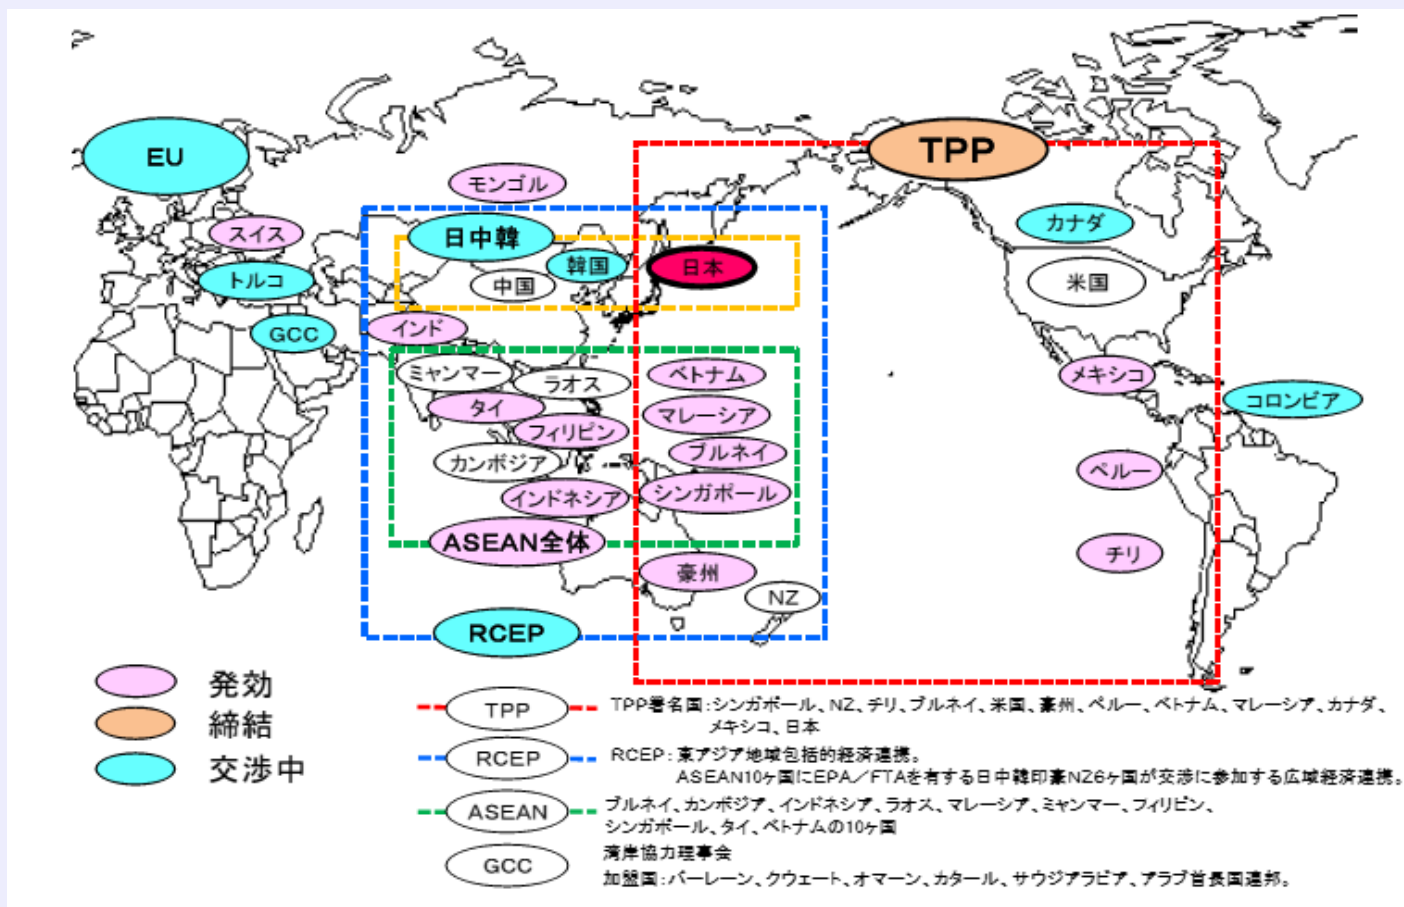 EU
TPP
モンゴル
スイス
日中韓
カナダ
韓国
日本
トルコ
中国
米国
GCC
インド
ミャンマー
ラオス
ベトナム
メキシコ
コロンビア
タイ
マレーシア
フィリピン
ブルネイ
カンボジア
ペルー
インドネシア
シンガポール
ASEAN全体
チリ
豪州
NZ
RCEP
発効
締結
交渉中
TPP
TPP署名国:シンガポール、NZ、チリ、ブルネイ、米国、豪州、ペルー、ベトナム、マレーシア、カナダ、
メキシコ、日本
RCEP
RCEP:東アジア地域包括的経済連携。
ASEAN10ヶ国にEPA/FTAを有する日中韓印豪NZ6ヶ国が交渉に参加する広域経済連携。
ASEAN
ブルネイ、カンボジア、インドネシア、ラオス、マレーシア、ミャンマー、フィリピン、
シンガポール、タイ、ベトナムの10ヶ国
GCC
湾岸協力理事会
加盟国:バーレーン、クウェート、オマーン、カタール、サウジアラビア、アラブ首長国連邦。